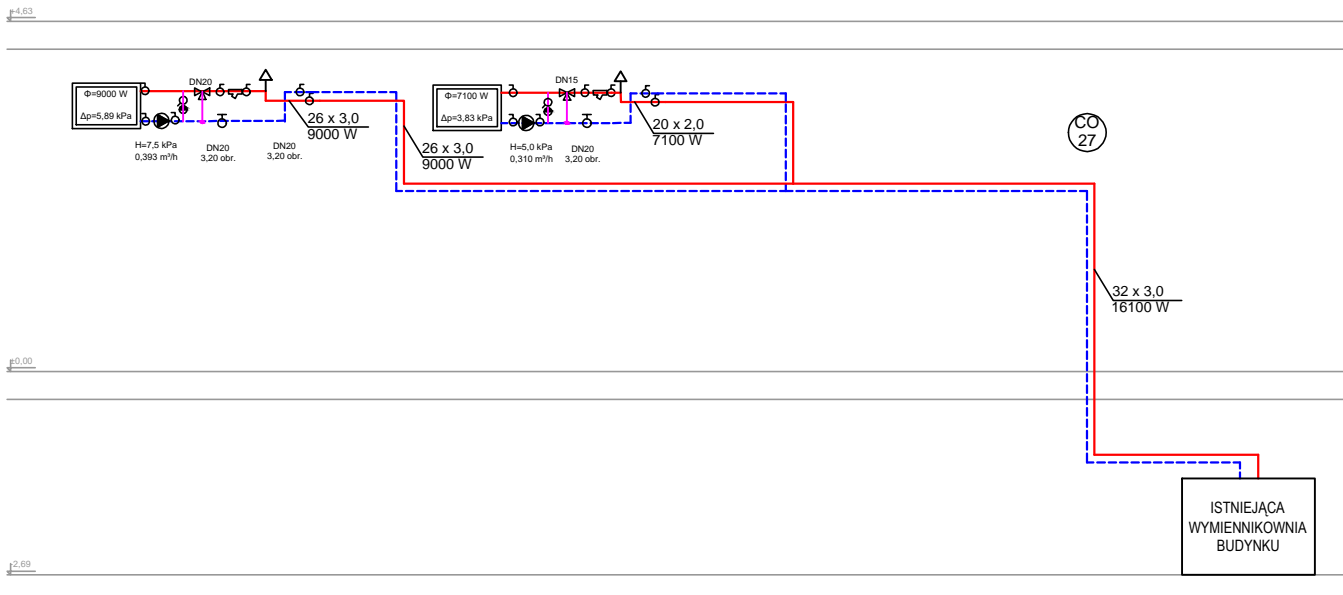 +4,63
Φ=9000 W
Δp=5,89 kPa
DN20
H=7,5 kPa
0,393 m³/h
DN20
3,20 obr.
DN20
3,20 obr.
26 x 3,0
9000 W
26 x 3,0
9000 W
Φ=7100 W
Δp=3,83 kPa
DN15
H=5,0 kPa
0,310 m³/h
DN20
3,20 obr.
20 x 2,0
7100 W
CO
27
32 x 3,0
16100 W
±0,00
ISTNIEJĄCA
WYMIENNIKOWNIA
BUDYNKU
-2,69